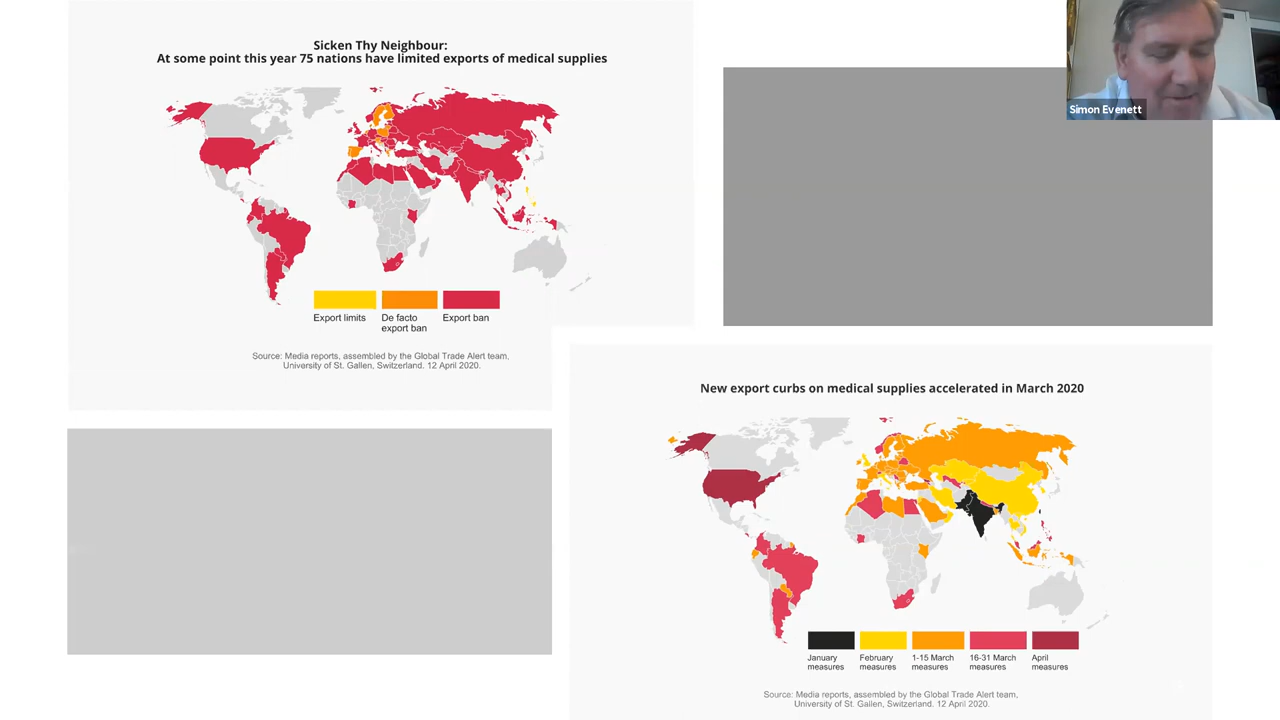 Sicken Thy Neighbour:
At some point this year 75 nations have limited exports of medical supplies
Export limits
De facto
export ban
Export ban
Source: Media reports, assembled by the Global Trade Alert team,
University of St. Gallen, Switzerland. 12 April 2020.
Simon Evenett
New export curbs on medical supplies accelerated in March 2020
January
measures
February
measures
1-15 March
measures
16-31 March
measures
April
measures
Source: Media reports, assembled by the Global Trade Alert team,
University of St. Gallen, Switzerland. 12 April 2020.